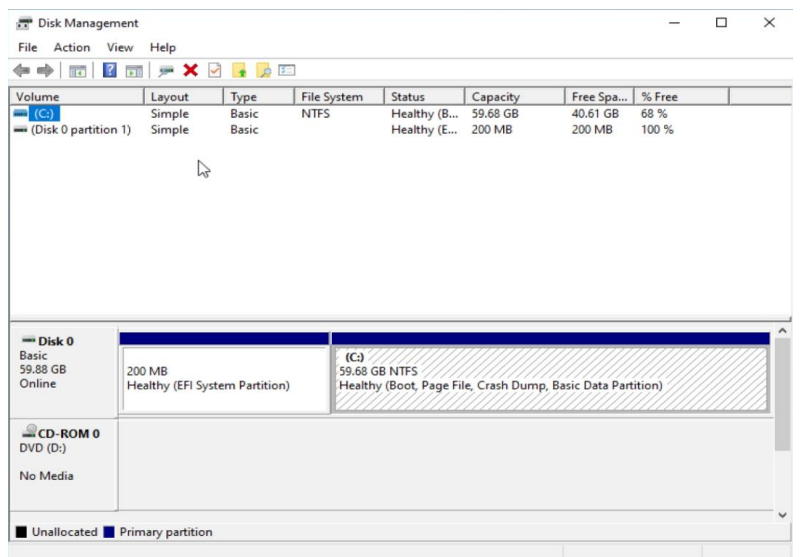 Disk Management
File Action View Help
Volume Layout Type File System Status Capacity Free Spa... % Free
(C:) Simple Basic NTFS Healthy (B... 59.68 GB 40.61 GB 68 %
(Disk 0 partition 1) Simple Basic Healthy (E... 200 MB 200 MB 100 %
Disk 0
Basic
59.88 GB
Online
200 MB
Healthy (EFI System Partition)
(C:)
59.68 GB NTFS
Healthy (Boot, Page File, Crash Dump, Basic Data Partition)
CD-ROM 0
DVD (D:)
No Media
Unallocated Primary partition